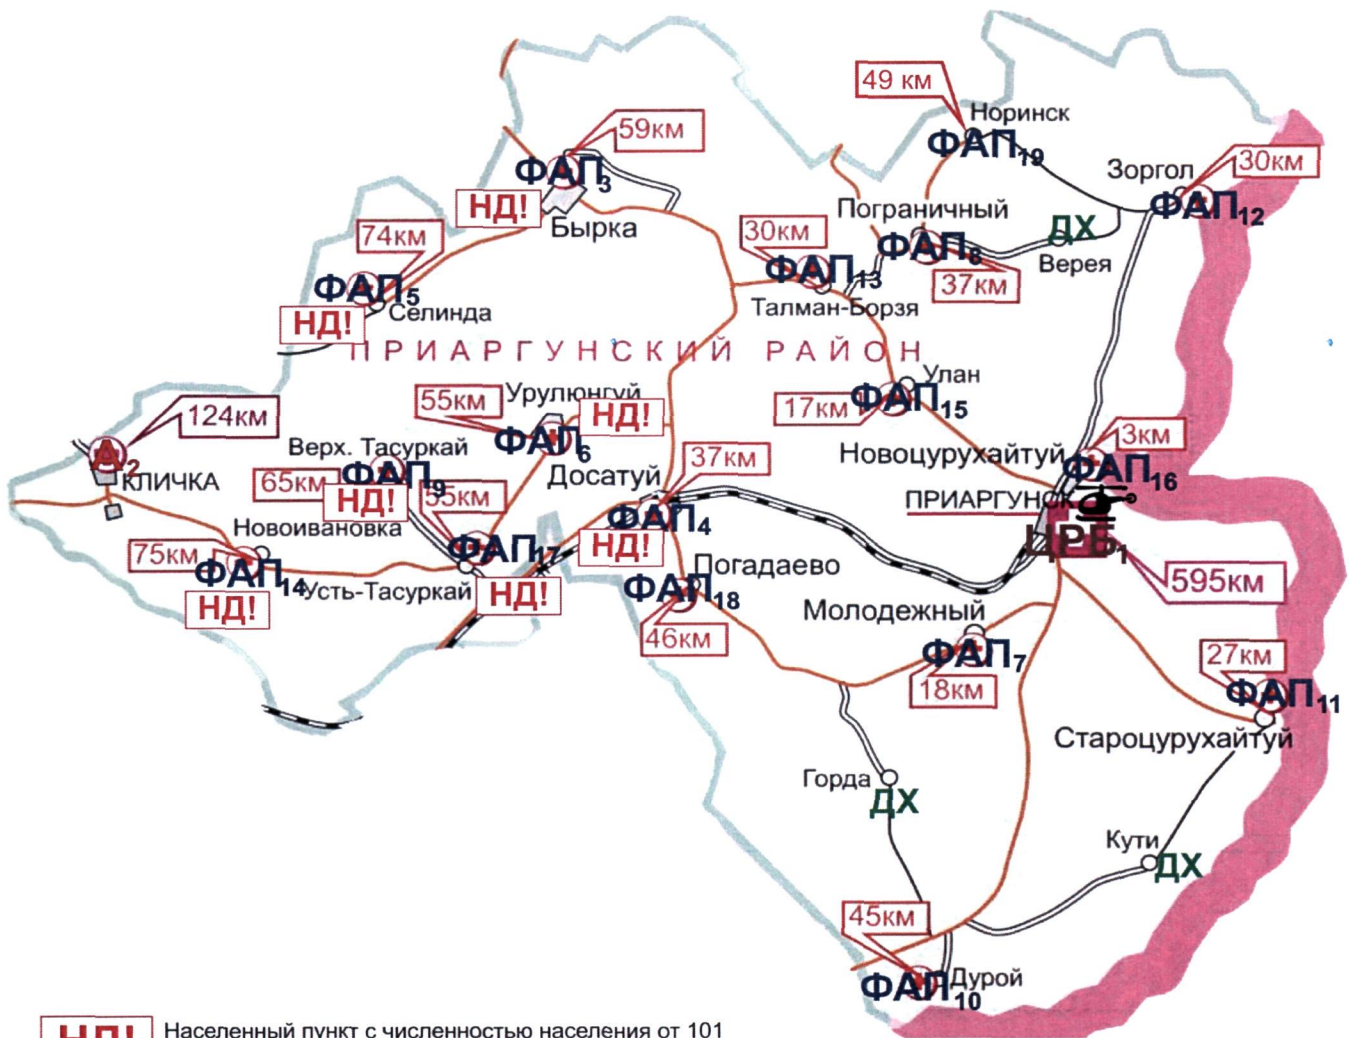 49 км
Норинск
ФАП19
59км
ФАП3
НД!
Бырка
Зоргол
30км
ФАП12
Пограничный
ДХ
Верея
ФАП8
37км
74км
ФАП5
НД!
Селинда
30км
ФАП13
Талман-Борзя
ПРИАРГУНСКИЙ РАЙОН
Улан
17км
ФАП15
Урулюнгуй
55км
НД!
ФАП6
124км
А2
КЛИЧКА
Верх. Тасуркай
65км
ФАП9
НД!
55км
Досатуй
37км
ФАП4
НД!
Новоцурухайтуй
3км
ФАП16
ПРИАРГУНСК
ЦРБ1
595км
Новоивановка
75км
ФАП14
НД!
ФАП17
Усть-Тасуркай
НД!
Погадаево
ФАП18
46км
Молодежный
ФАП7
18км
27км
ФАП11
Староцурухайтуй
Горда
ДХ
Кути
ДХ
45км
Дурой
ФАП10
НД!
Населенный пункт с численностью населения от 101